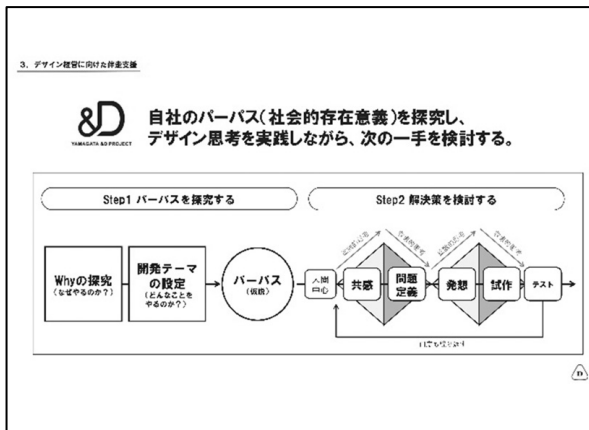 3. デザイン経営に向けた伴走支援
&D
YAMAGATA &D PROJECT
自社のパーパス（社会的存在意義）を探究し、
デザイン思考を実践しながら、次の一手を検討する。
Step1 パーパスを探究する
Step2 解決策を検討する
Whyの探究
（なぜやるのか？）
開発テーマ
の設定
（どんなことを
やるのか？）
パーパス
（仮説）
人間
中心
共感
問題
定義
発想
試作
テスト